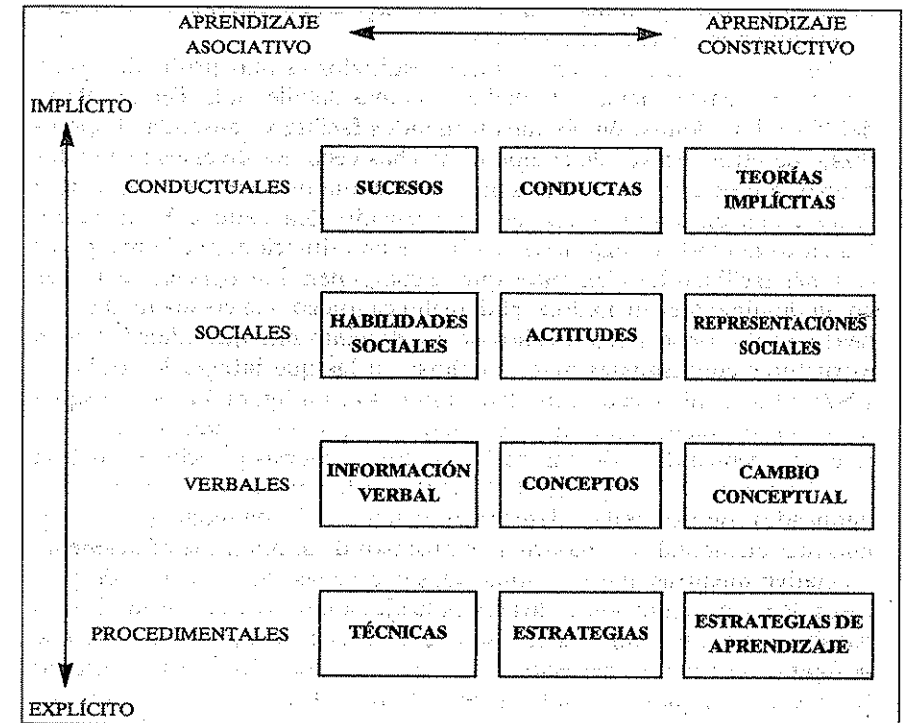 APRENDIZAJE ASOCIATIVO
APRENDIZAJE CONSTRUCTIVO
IMPLÍCITO
CONDUCTUALES
SUCESOS
CONDUCTAS
TEORÍAS IMPLÍCITAS
SOCIALES
HABILIDADES SOCIALES
ACTITUDES
REPRESENTACIONES SOCIALES
VERBALES
INFORMACIÓN VERBAL
CONCEPTOS
CAMBIO CONCEPTUAL
PROCEDIMENTALES
TÉCNICAS
ESTRATEGIAS
ESTRATEGIAS DE APRENDIZAJE
EXPLÍCITO